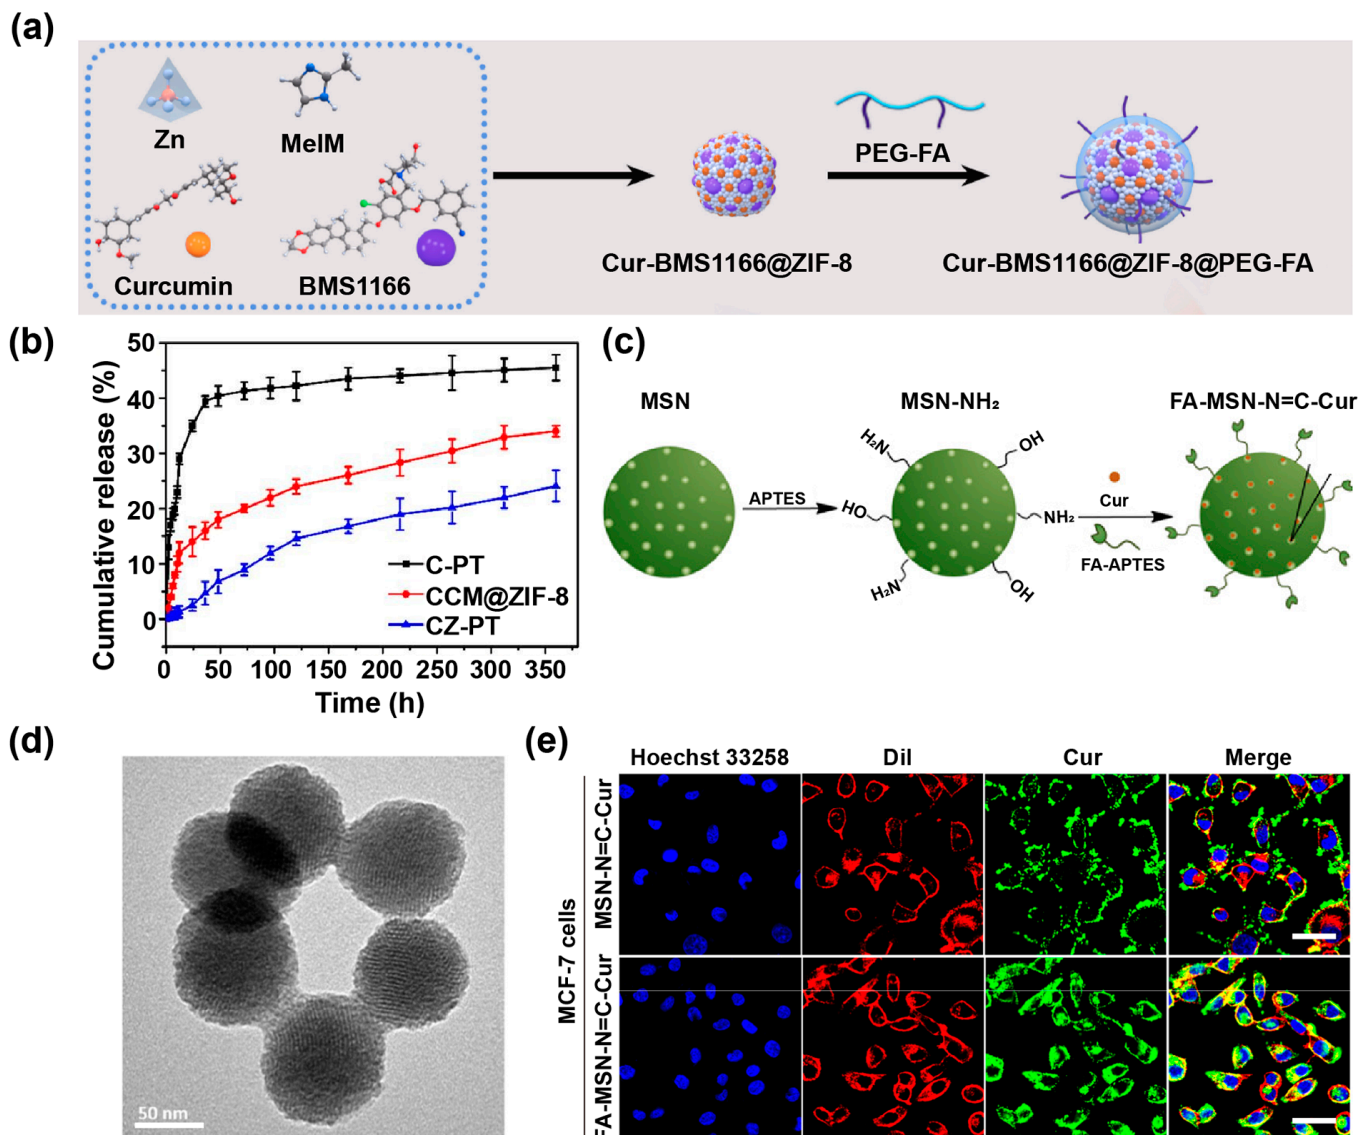 (a)
Zn
MeIM
Curcumin
BMS1166
PEG-FA
Cur-BMS1166@ZIF-8
Cur-BMS1166@ZIF-8@PEG-FA
(b)
Cumulative release (%)
50
40
30
20
10
0
C-PT
CCM@ZIF-8
CZ-PT
0 50 100 150 200 250 300 350
Time (h)
(c)
MSN
MSN-NH₂
FA-MSN-N=C-Cur
APTES
H₂N
OH
HO
NH₂
H₂N
OH
Cur
FA-APTES
(d)
50 nm
(e)
Hoechst 33258
Dil
Cur
Merge
MCF-7 cells
MSN-N=C-Cur
FA-MSN-N=C-Cur